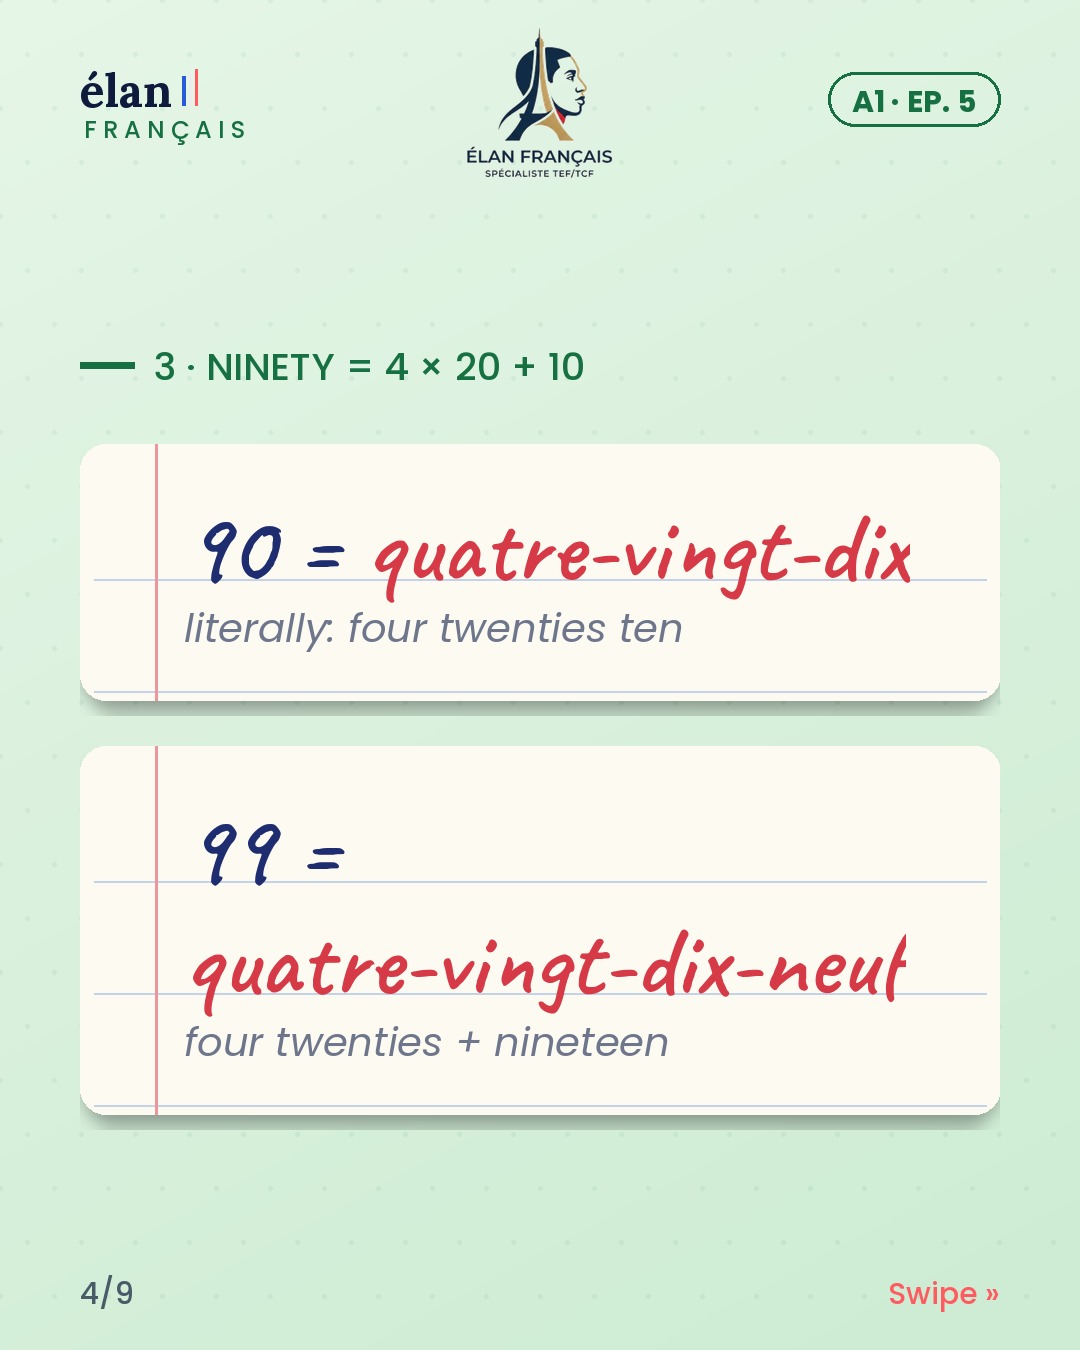 élan
FRANÇAIS
ÉLAN FRANÇAIS
SPÉCIALISTE TEF/TCF
A1 · EP. 5
3 · NINETY = 4 × 20 + 10
90 = quatre-vingt-dix
literally: four twenties ten
99 =
quatre-vingt-dix-neuf
four twenties + nineteen
4/9
Swipe »